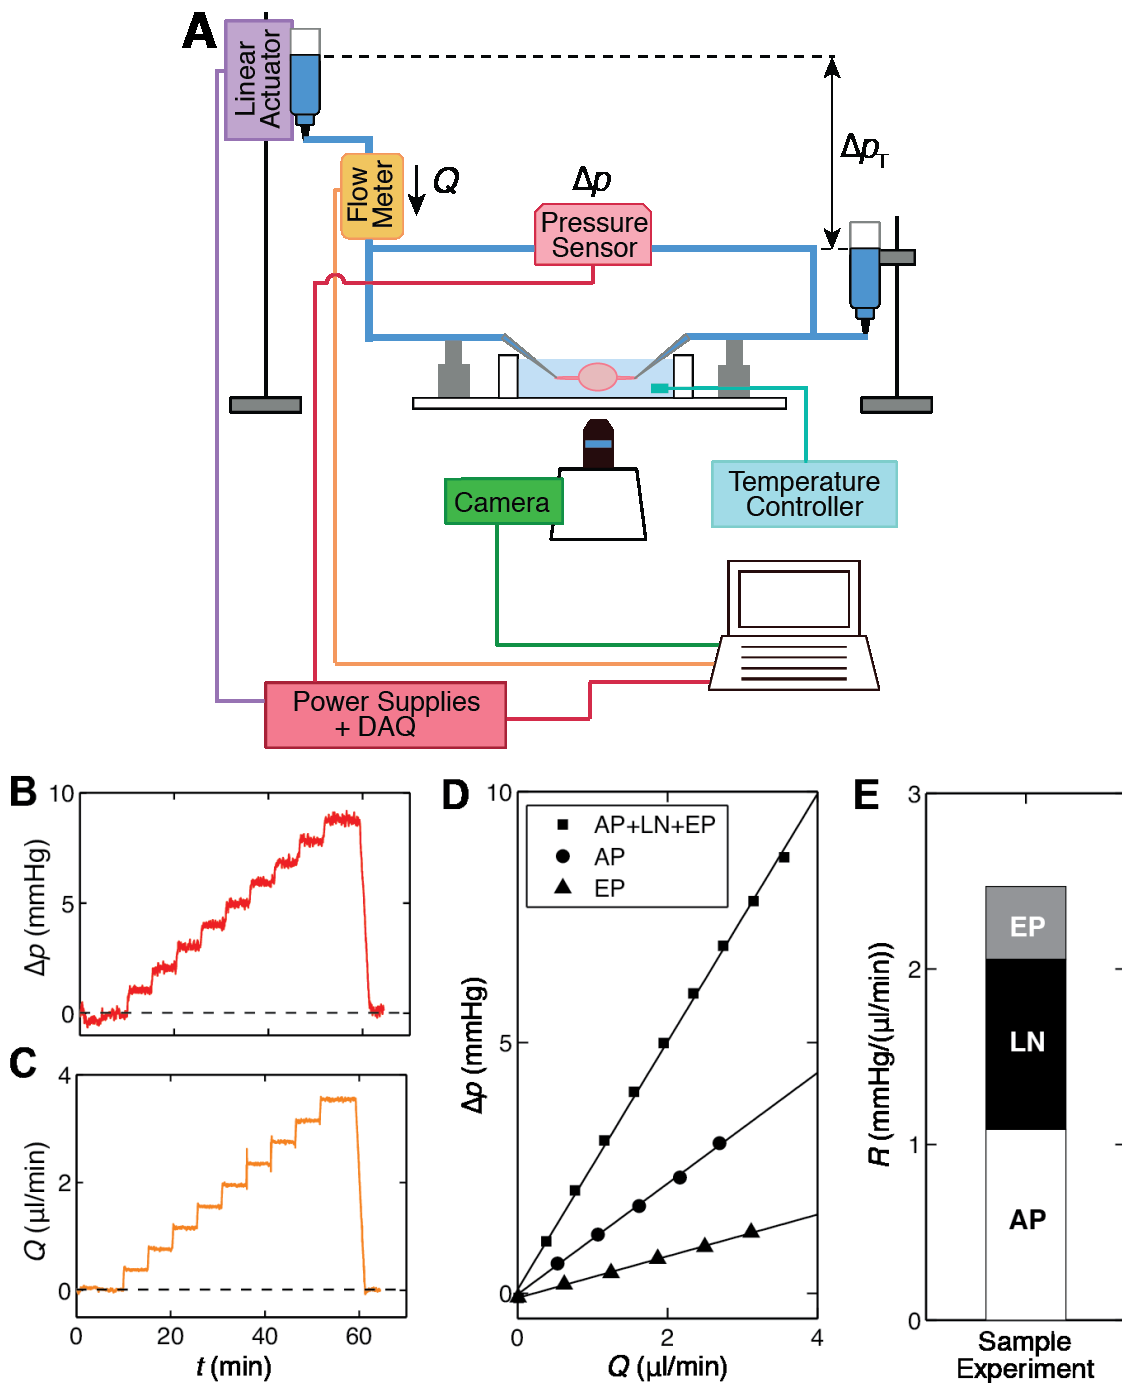 A
Linear
Actuator
Flow
Meter
Q
Δp
Pressure
Sensor
Δp_T
Camera
Temperature
Controller
Power Supplies
+ DAQ
B
10
5
0
Δp (mmHg)
C
4
2
0
Q (µl/min)
0
20
40
60
t (min)
D
10
5
0
Δp (mmHg)
AP+LN+EP
AP
EP
0
2
4
Q (µl/min)
E
3
2
1
0
R (mmHg/(µl/min))
EP
LN
AP
Sample
Experiment